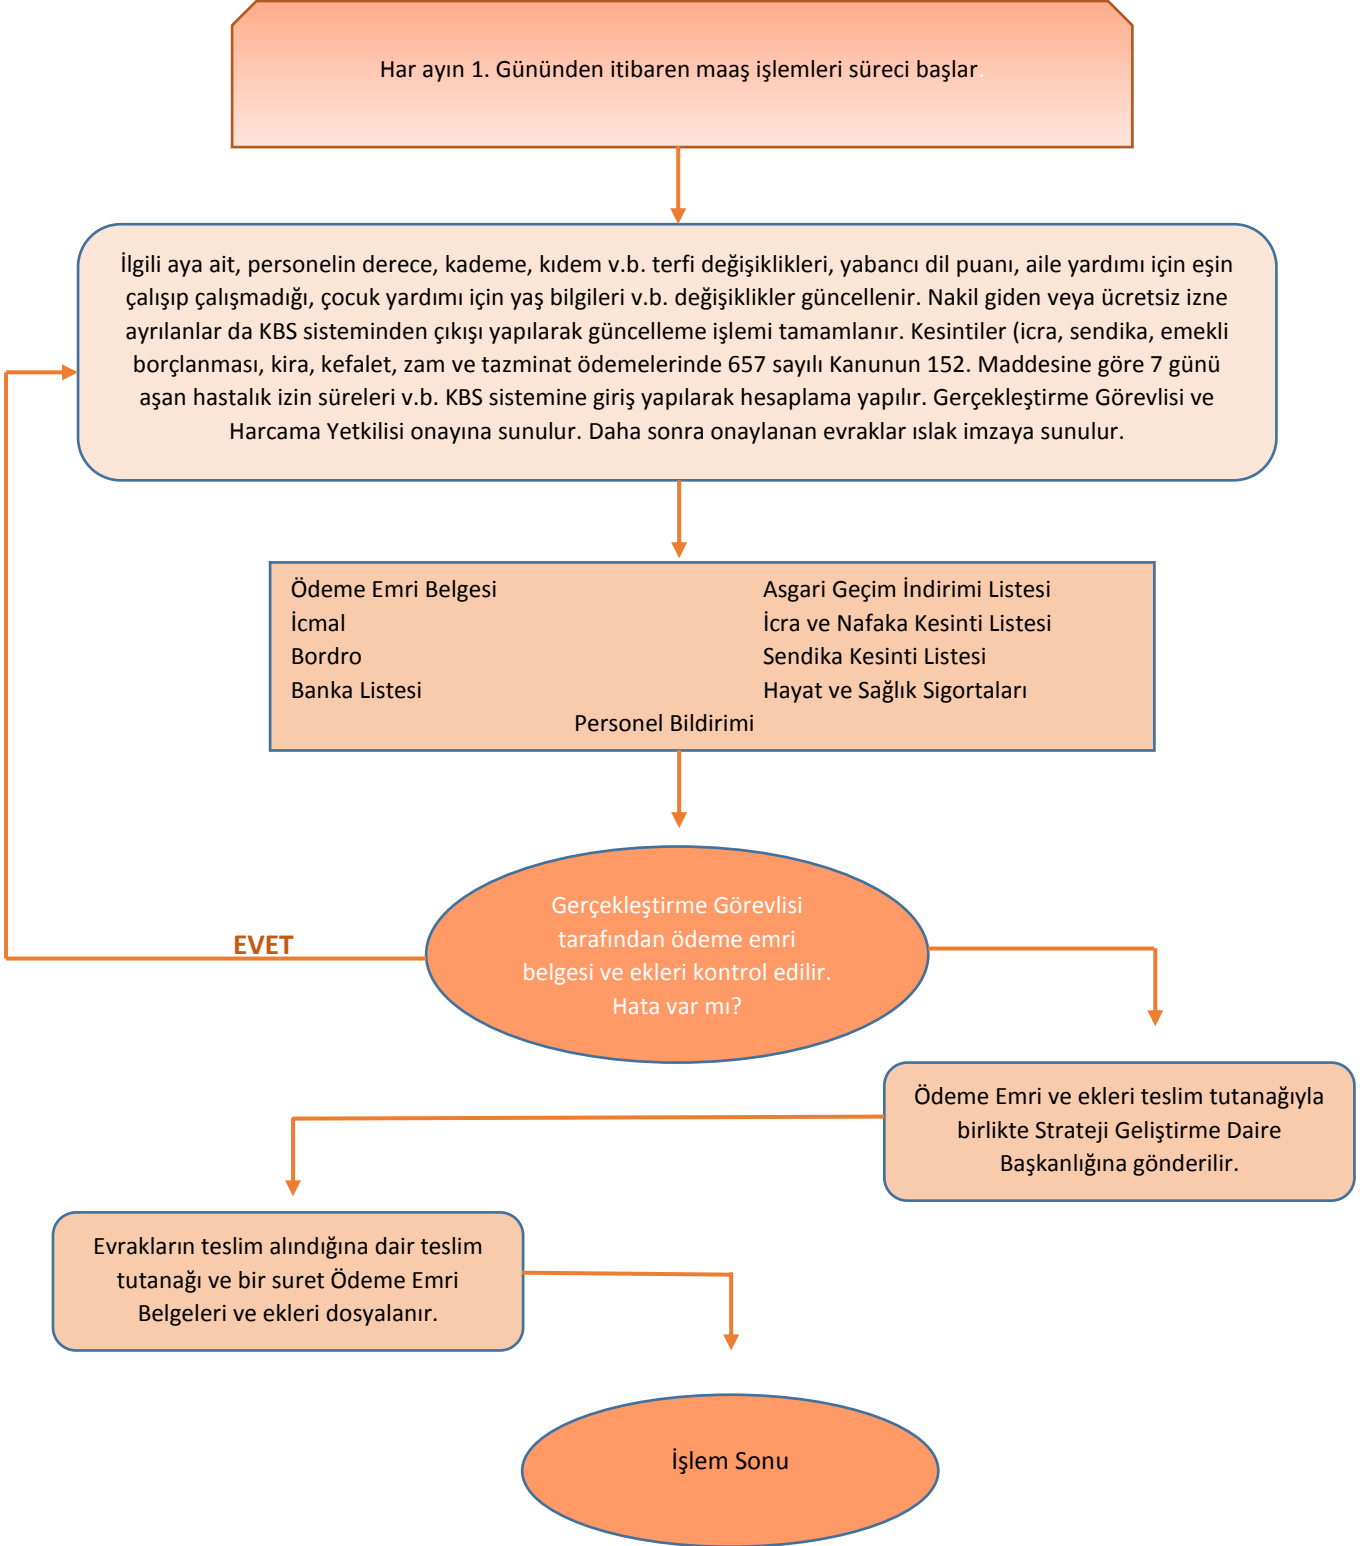 Har ayın 1. Gününden itibaren maaş işlemleri süreci başlar.
İlgili aya ait, personelin derece, kademe, kıdem v.b. terfi değişiklikleri, yabancı dil puanı, aile yardımı için eşin
çalışıp çalışmadığı, çocuk yardımı için yaş bilgileri v.b. değişiklikler güncellenir. Nakil giden veya ücretsiz izne
ayrılanlar da KBS sisteminden çıkışı yapılarak güncelleme işlemi tamamlanır. Kesintiler (icra, sendika, emekli
borçlanması, kira, kefalet, zam ve tazminat ödemelerinde 657 sayılı Kanunun 152. Maddesine göre 7 günü
aşan hastalık izin süreleri v.b. KBS sistemine giriş yapılarak hesaplama yapılır. Gerçekleştirme Görevlisi ve
Harcama Yetkilisi onayına sunulur. Daha sonra onaylanan evraklar ıslak imzaya sunulur.
Ödeme Emri Belgesi Asgari Geçim İndirimi Listesi
İcmal İcra ve Nafaka Kesinti Listesi
Bordro Sendika Kesinti Listesi
Banka Listesi Hayat ve Sağlık Sigortaları
Personel Bildirimi
Gerçekleştirme Görevlisi
tarafından ödeme emri
belgesi ve ekleri kontrol edilir.
Hata var mı?
EVET
Ödeme Emri ve ekleri teslim tutanağıyla
birlikte Strateji Geliştirme Daire
Başkanlığına gönderilir.
Evrakların teslim alındığına dair teslim
tutanağı ve bir suret Ödeme Emri
Belgeleri ve ekleri dosyalanır.
İşlem Sonu